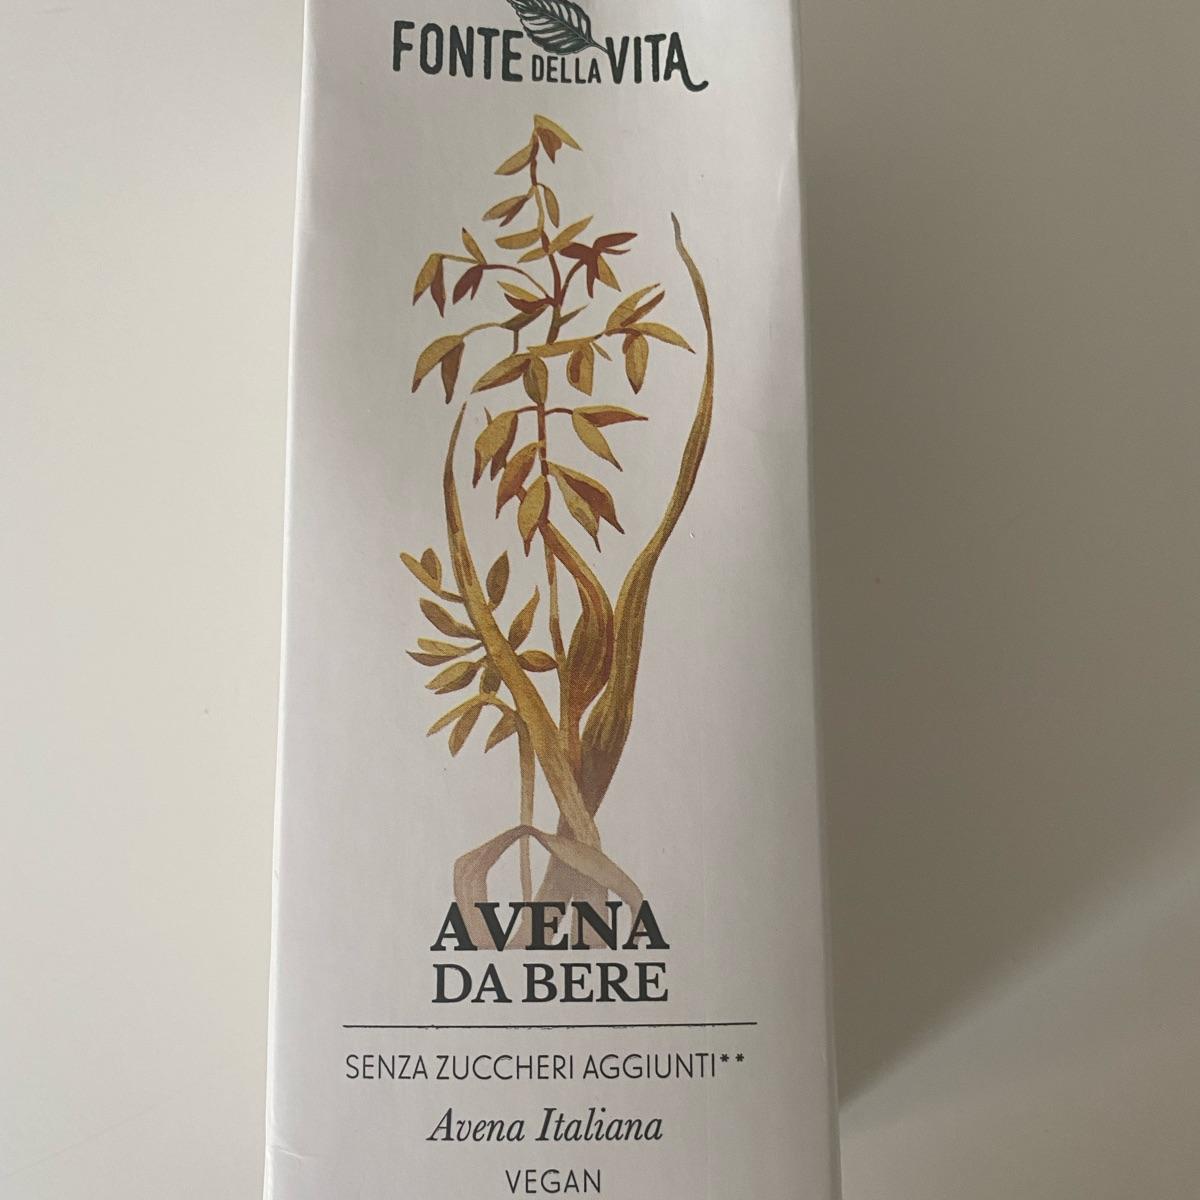 FONTE DELLA VITA
AVENA
DA BERE
SENZA ZUCCHERI AGGIUNTI**
Avena Italiana
VEGAN